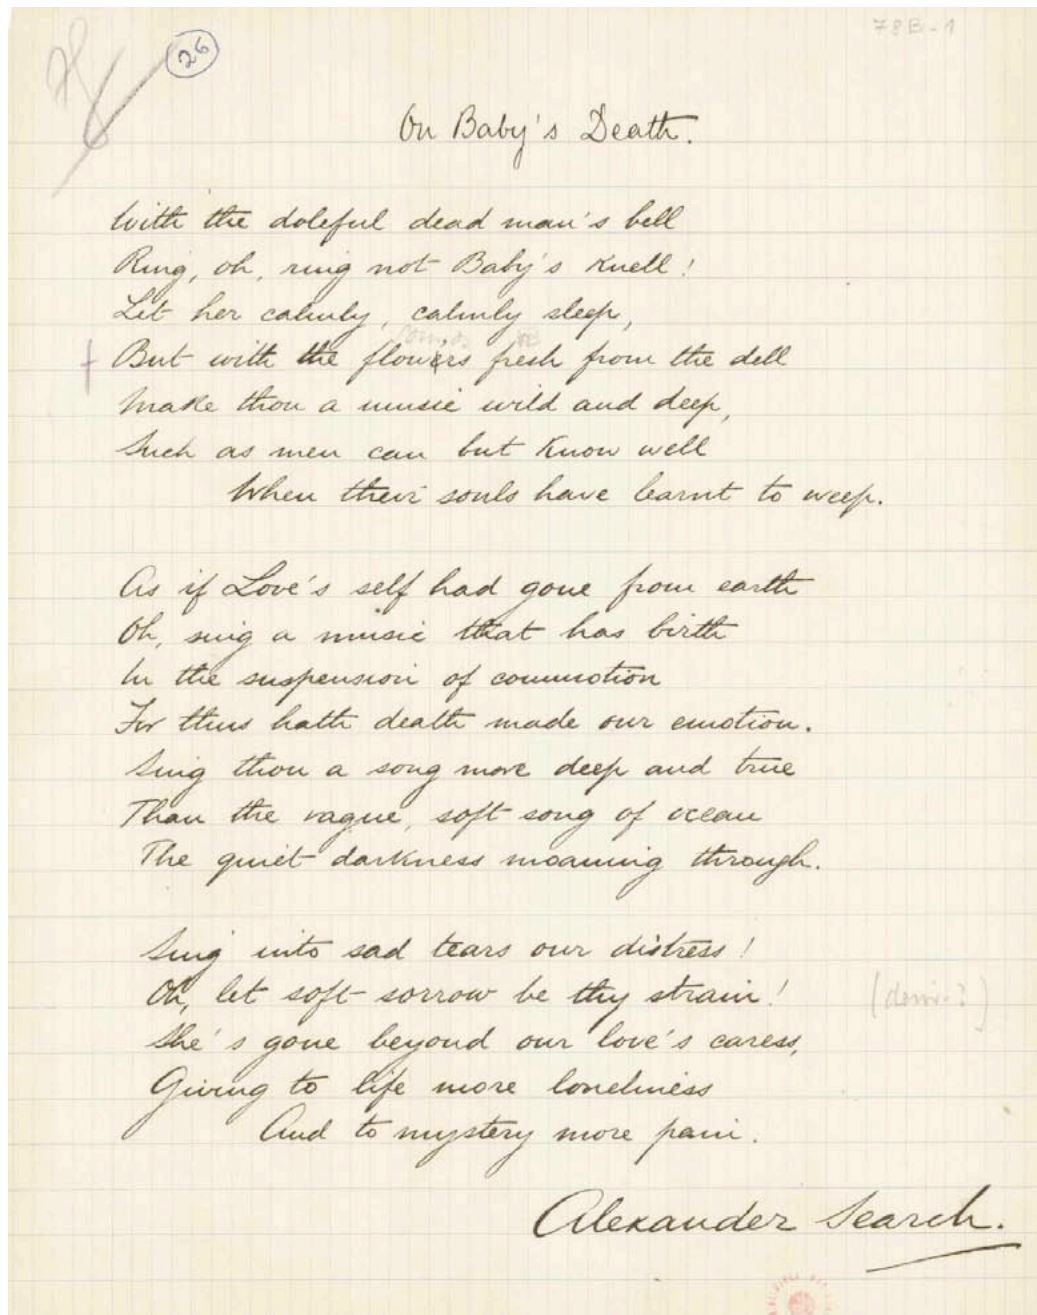 78B-1
26
On Baby's Death.
With the doleful dead man's bell
Ring, oh, ring not Baby's knell!
Let her calmly, calmly sleep,
But with the flowers fresh from the dell
Make thou a music wild and deep,
Such as men can but know well
When their souls have learnt to weep.
As if Love's self had gone from earth
Oh, sing a music that has birth
In the suspension of commotion
For thus hath death made our emotion.
Sing thou a song more deep and true
Than the vague, soft song of ocean
The quiet darkness moaning through.
Sing into sad tears our distress!
Oh, let soft sorrow be thy strain!
She's gone beyond our love's caress,
Giving to life more loneliness
And to mystery more pain.
Alexander Search.